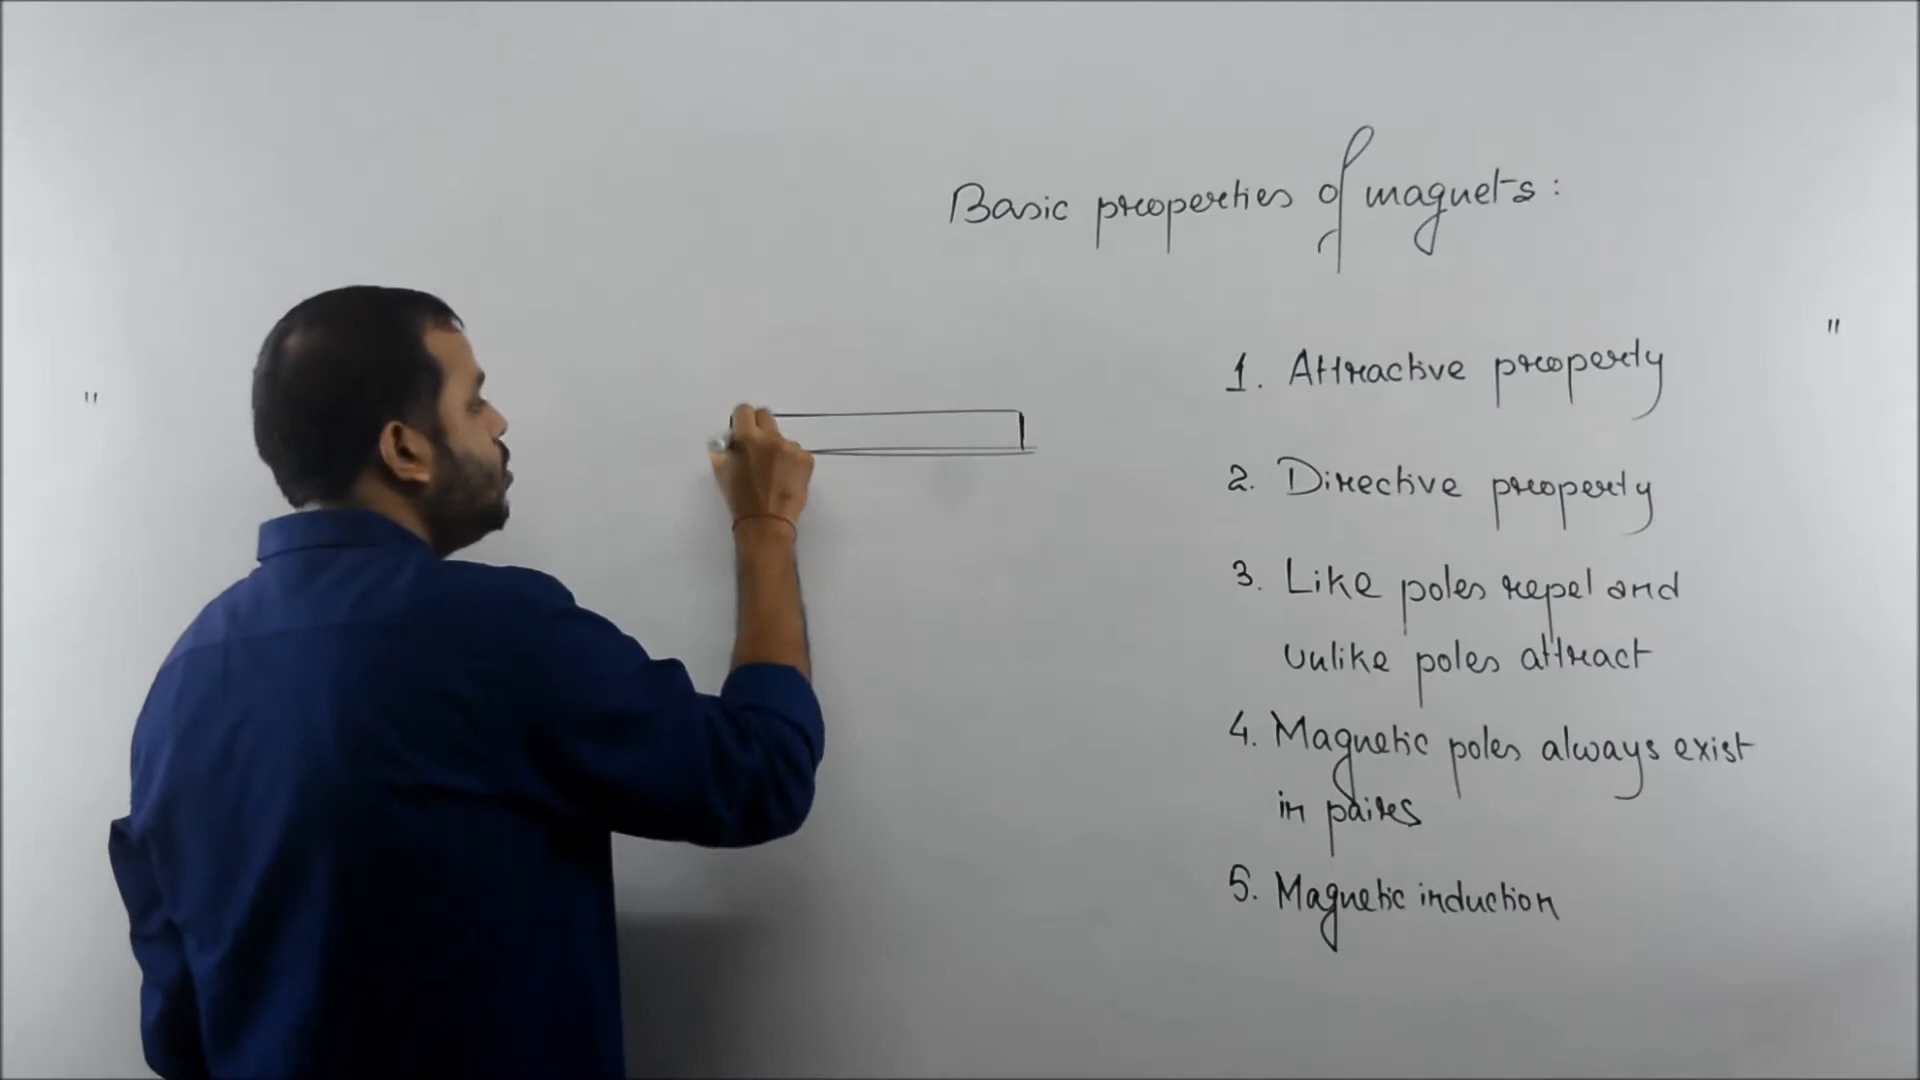 Basic properties of magnets:
1. Attractive property
2. Directive property
3. Like poles repel and
unlike poles attract
4. Magnetic poles always exist
in paires
5. Magnetic induction